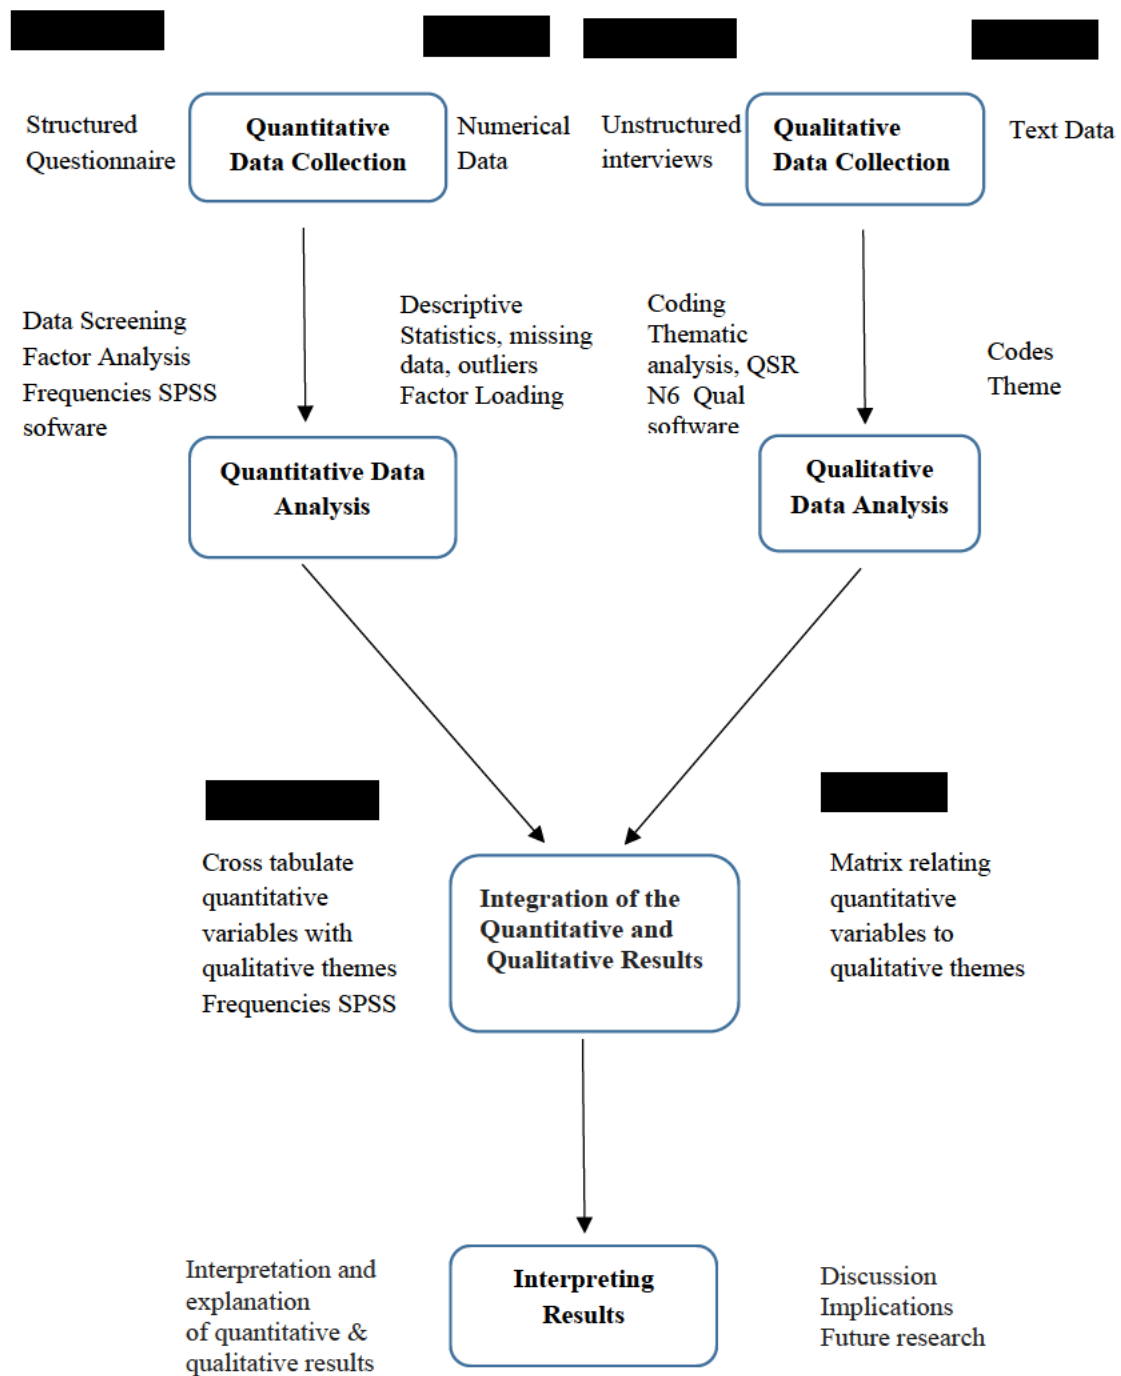 Structured
Questionnaire
Quantitative
Data Collection
Numerical
Data
Unstructured
interviews
Qualitative
Data Collection
Text Data
Data Screening
Factor Analysis
Frequencies SPSS
sofware
Descriptive
Statistics, missing
data, outliers
Factor Loading
Coding
Thematic
analysis, QSR
N6 Qual
software
Codes
Theme
Quantitative Data
Analysis
Qualitative
Data Analysis
Cross tabulate
quantitative
variables with
qualitative themes
Frequencies SPSS
Integration of the
Quantitative and
Qualitative Results
Matrix relating
quantitative
variables to
qualitative themes
Interpretation and
explanation
of quantitative &
qualitative results
Interpreting
Results
Discussion
Implications
Future research